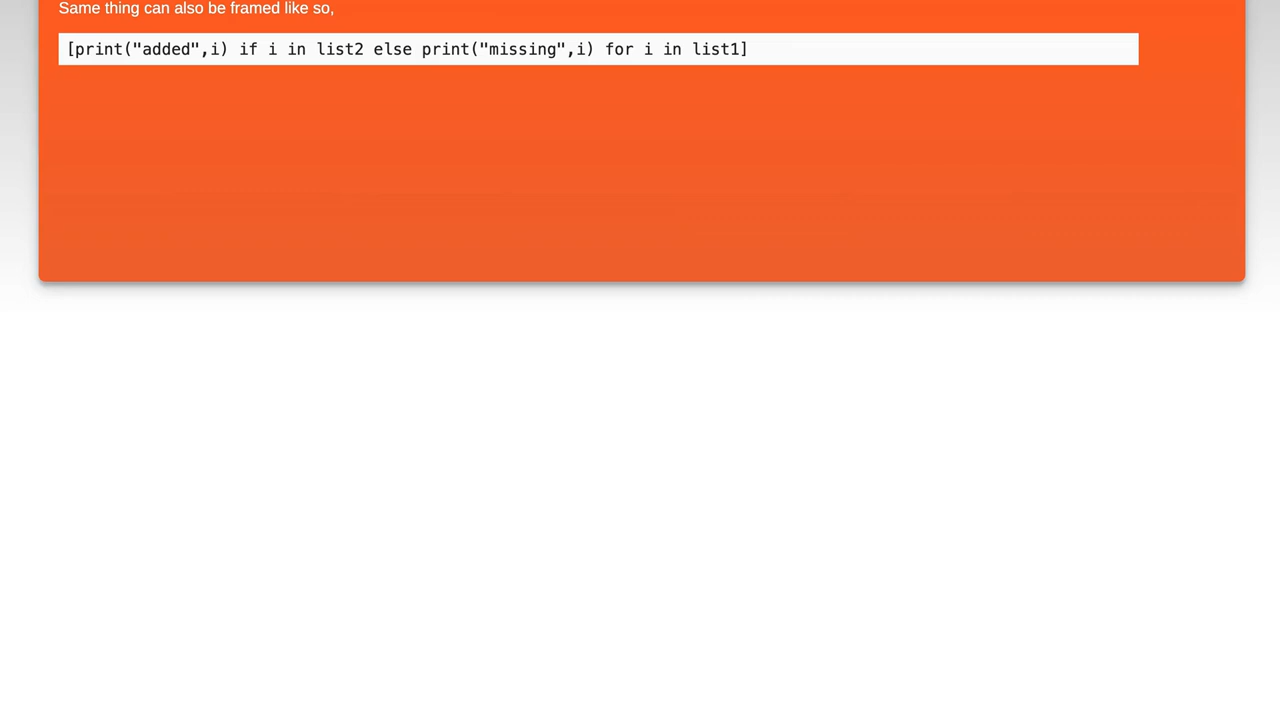 Same thing can also be framed like so,
[print("added",i) if i in list2 else print("missing",i) for i in list1]